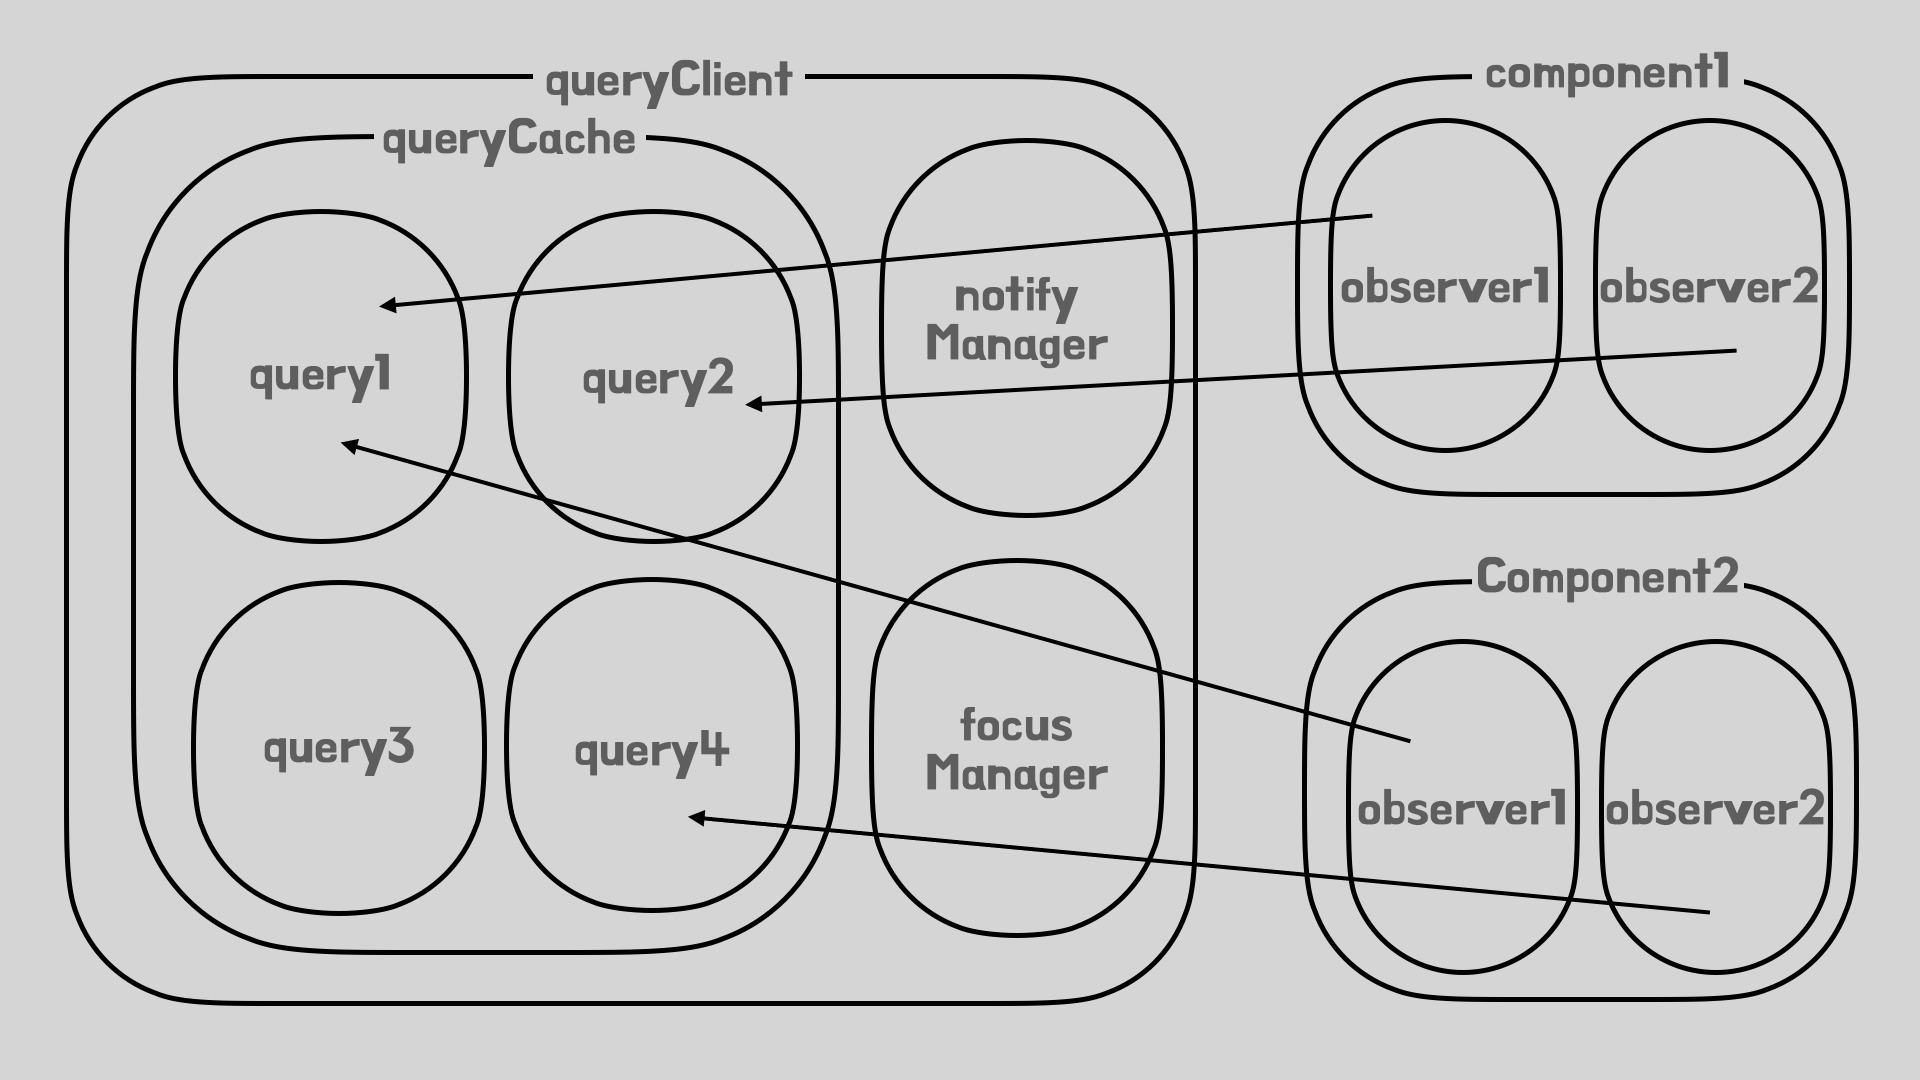 queryClient
queryCache
query1
query2
query3
query4
notify
Manager
focus
Manager
component1
observer1
observer2
Component2
observer1
observer2